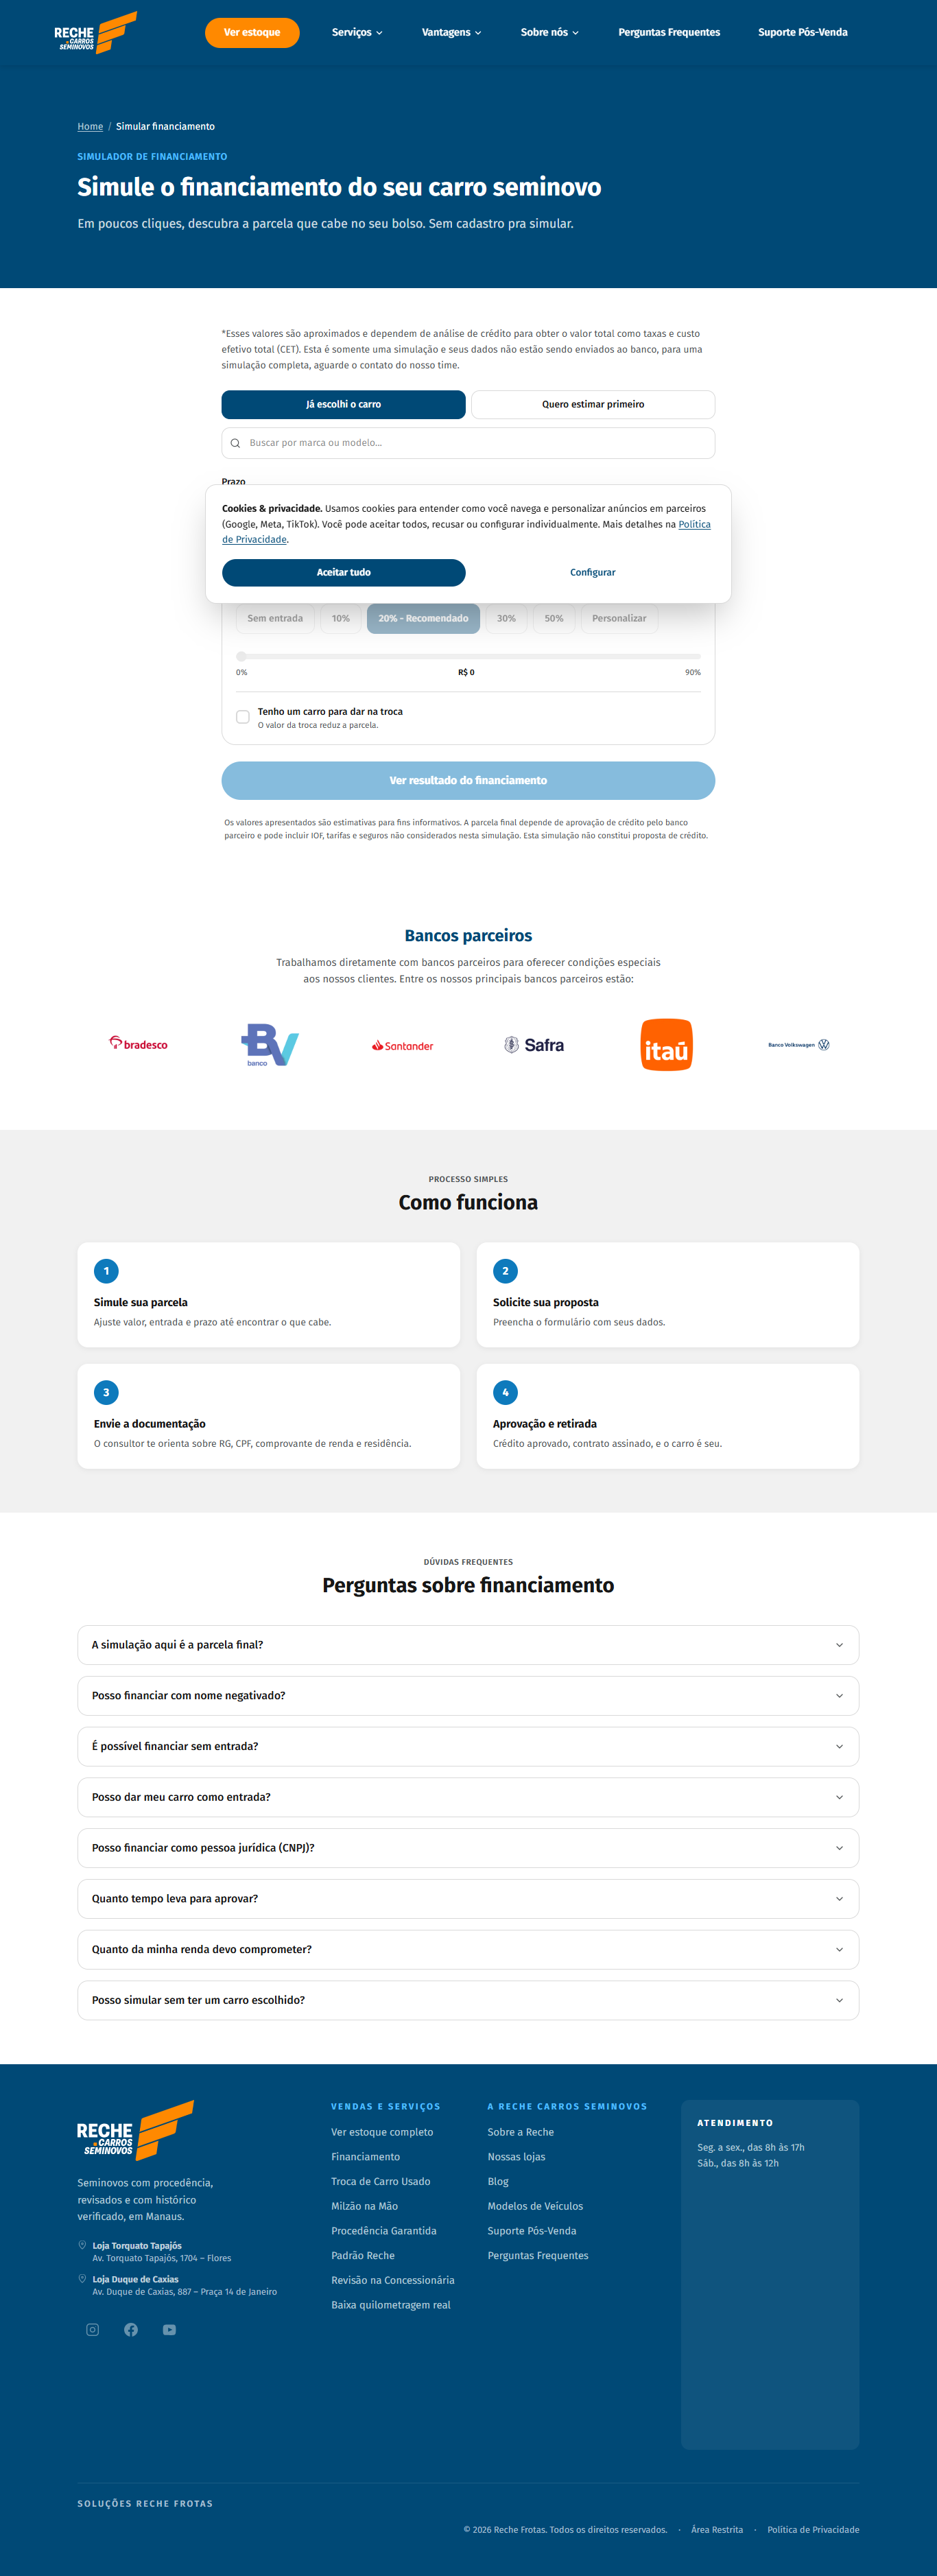 RECHE
CARROS
SEMINOVOS
Ver estoque
Serviços
Vantagens
Sobre nós
Perguntas Frequentes
Suporte Pós-Venda
Home / Simular financiamento
SIMULADOR DE FINANCIAMENTO
Simule o financiamento do seu carro seminovo
Em poucos cliques, descubra a parcela que cabe no seu bolso. Sem cadastro pra simular.
*Esses valores são aproximados e dependem de análise de crédito para obter o valor total como taxas e custo
efetivo total (CET). Esta é somente uma simulação e seus dados não estão sendo enviados ao banco, para uma
simulação completa, aguarde o contato do nosso time.
Já escolhi o carro
Quero estimar primeiro
Buscar por marca ou modelo...
Prazo
Cookies & privacidade. Usamos cookies para entender como você navega e personalizar anúncios em parceiros
(Google, Meta, TikTok). Você pode aceitar todos, recusar ou configurar individualmente. Mais detalhes na Política
de Privacidade.
Aceitar tudo
Configurar
Sem entrada
10%
20% - Recomendado
30%
50%
Personalizar
0%
R$ 0
90%
Tenho um carro para dar na troca
O valor da troca reduz a parcela.
Ver resultado do financiamento
Os valores apresentados são estimativas para fins informativos. A parcela final depende de aprovação de crédito pelo banco
parceiro e pode incluir IOF, tarifas e seguros não considerados nesta simulação. Esta simulação não constitui proposta de crédito.
Bancos parceiros
Trabalhamos diretamente com bancos parceiros para oferecer condições especiais
aos nossos clientes. Entre os nossos principais bancos parceiros estão:
bradesco
BV
banco
Santander
Safra
itaú
Banco Volkswagen
PROCESSO SIMPLES
Como funciona
1
Simule sua parcela
Ajuste valor, entrada e prazo até encontrar o que cabe.
2
Solicite sua proposta
Preencha o formulário com seus dados.
3
Envie a documentação
O consultor te orienta sobre RG, CPF, comprovante de renda e residência.
4
Aprovação e retirada
Crédito aprovado, contrato assinado, e o carro é seu.
DÚVIDAS FREQUENTES
Perguntas sobre financiamento
A simulação aqui é a parcela final?
Posso financiar com nome negativado?
É possível financiar sem entrada?
Posso dar meu carro como entrada?
Posso financiar como pessoa jurídica (CNPJ)?
Quanto tempo leva para aprovar?
Quanto da minha renda devo comprometer?
Posso simular sem ter um carro escolhido?
RECHE
CARROS
SEMINOVOS
Seminovos com procedência,
revisados e com histórico
verificado, em Manaus.
Loja Torquato Tapajós
Av. Torquato Tapajós, 1704 – Flores
Loja Duque de Caxias
Av. Duque de Caxias, 887 – Praça 14 de Janeiro
VENDAS E SERVIÇOS
Ver estoque completo
Financiamento
Troca de Carro Usado
Milzão na Mão
Procedência Garantida
Padrão Reche
Revisão na Concessionária
Baixa quilometragem real
A RECHE CARROS SEMINOVOS
Sobre a Reche
Nossas lojas
Blog
Modelos de Veículos
Suporte Pós-Venda
Perguntas Frequentes
ATENDIMENTO
Seg. a sex., das 8h às 17h
Sáb., das 8h às 12h
SOLUÇÕES RECHE FROTAS
© 2026 Reche Frotas. Todos os direitos reservados. · Área Restrita · Política de Privacidade